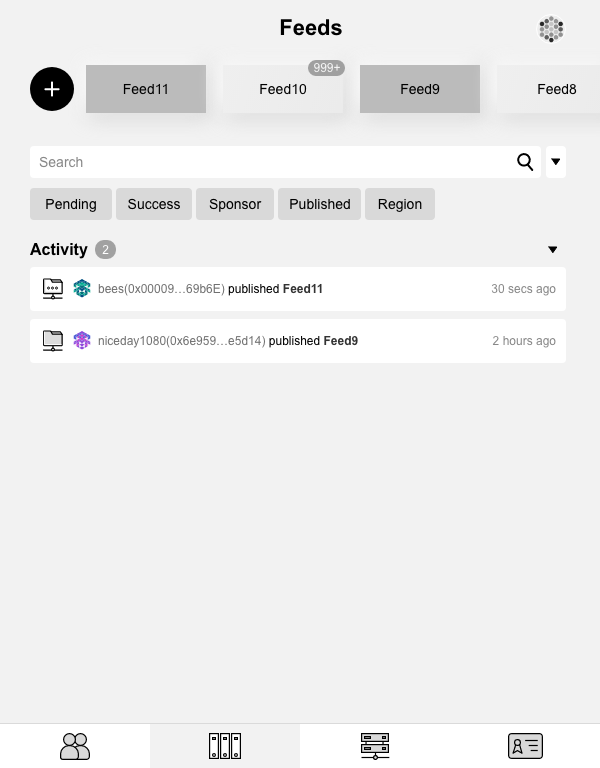 Feeds
999+
Feed11
Feed10
Feed9
Feed8
Search
Pending
Success
Sponsor
Published
Region
Activity 2
bees(0x00009...69b6E) published Feed11 30 secs ago
niceday1080(0x6e959...e5d14) published Feed9 2 hours ago